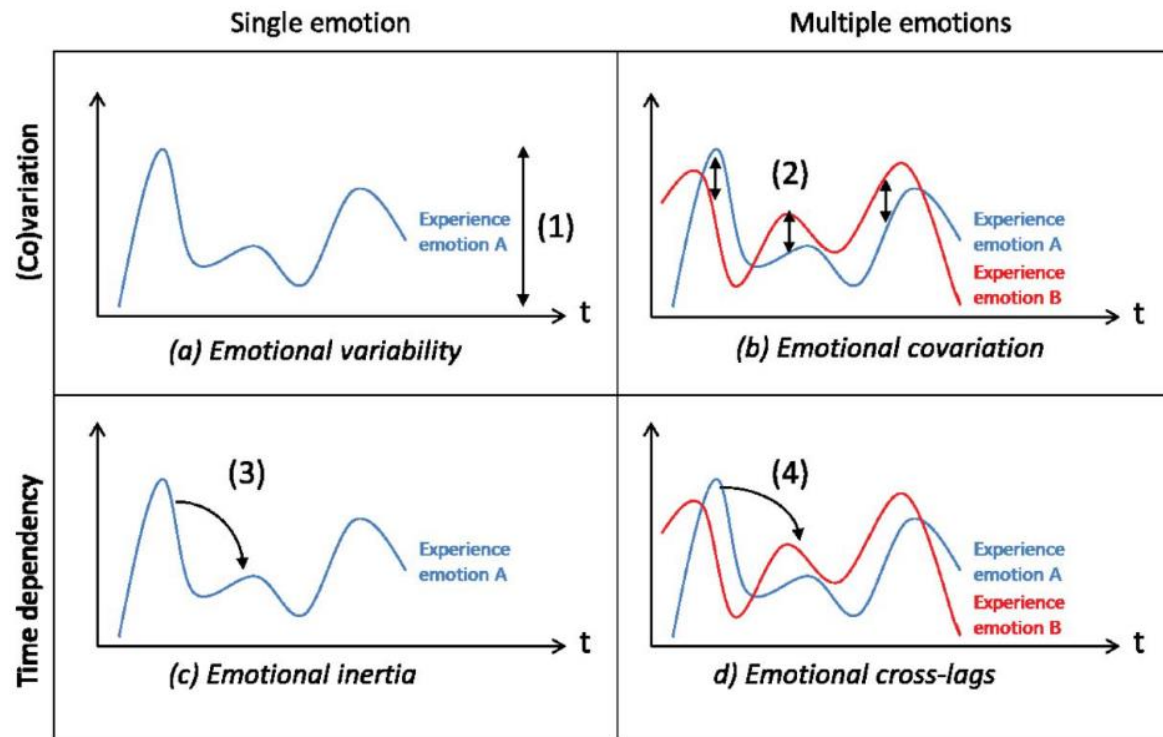 Single emotion
Multiple emotions
(Co)variation
(1)
Experience
emotion A
t
(a) Emotional variability
(2)
Experience
emotion A
Experience
emotion B
t
(b) Emotional covariation
Time dependency
(3)
Experience
emotion A
t
(c) Emotional inertia
(4)
Experience
emotion A
Experience
emotion B
t
d) Emotional cross-lags